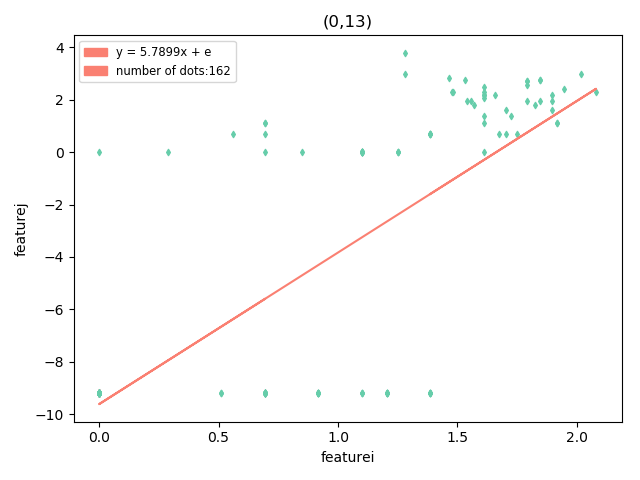 (0,13)
y = 5.7899x + e
number of dots:162
4
2
0
−2
−4
−6
−8
−10
featurej
0.0 0.5 1.0 1.5 2.0
featurei